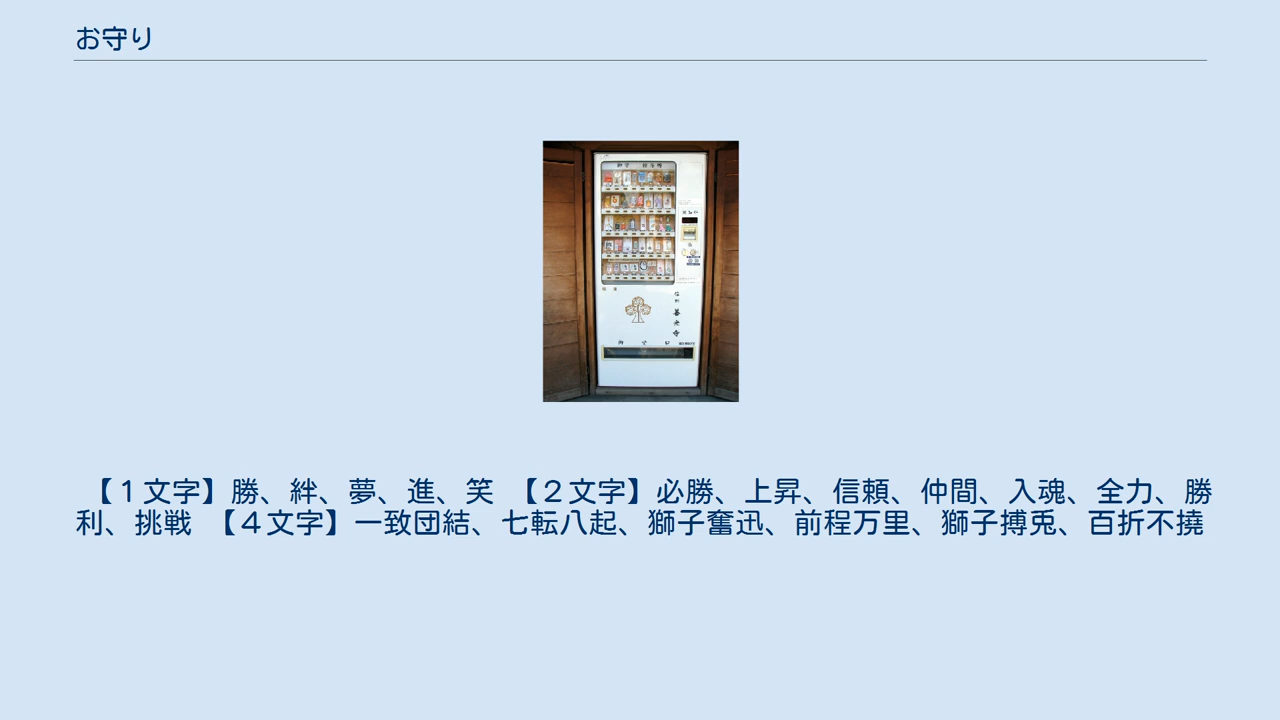 お守り
善光寺
【１文字】勝、絆、夢、進、笑 【２文字】必勝、上昇、信頼、仲間、入魂、全力、勝
利、挑戦 【４文字】一致団結、七転八起、獅子奮迅、前程万里、獅子搏兎、百折不撓